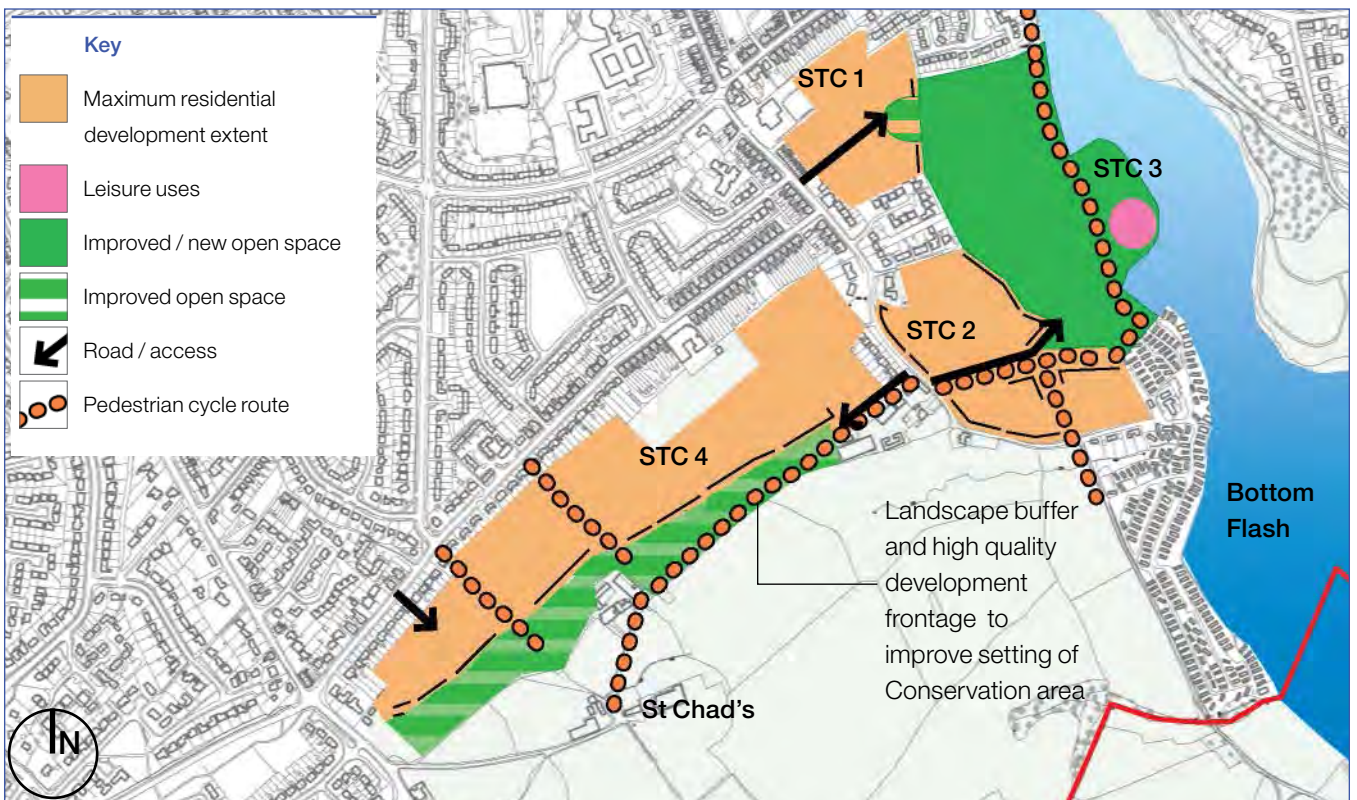 Key
Maximum residential
development extent
Leisure uses
Improved / new open space
Improved open space
Road / access
Pedestrian cycle route
STC 1
STC 3
STC 2
STC 4
Bottom
Flash
Landscape buffer
and high quality
development
frontage to
improve setting of
Conservation area
St Chad's
N